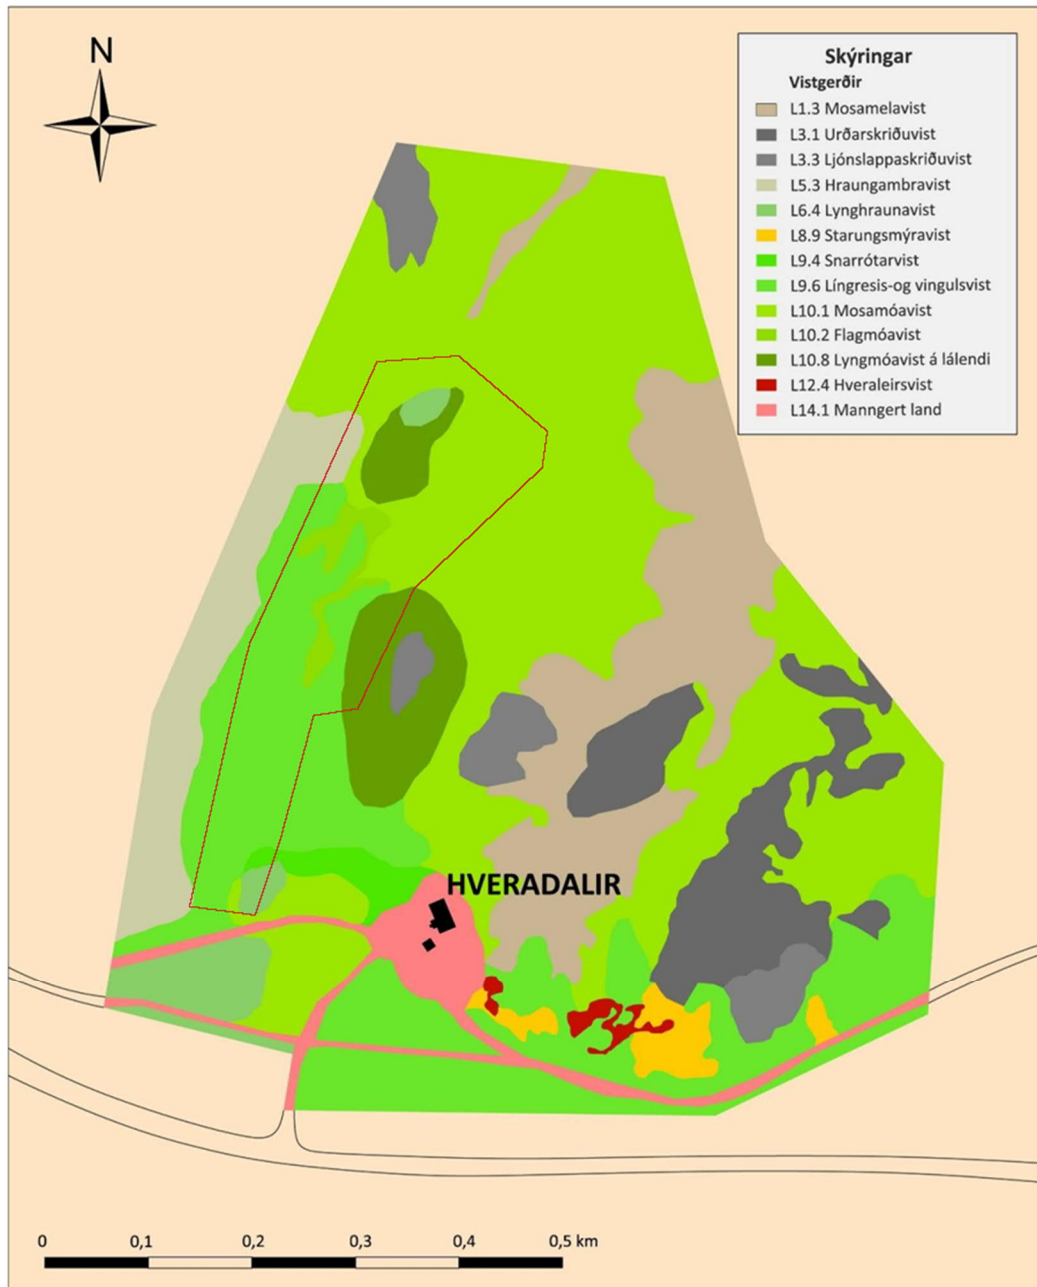 N
Skýringar
Vistgerðir
L1.3 Mosamelavist
L3.1 Urðarskriðuvist
L3.3 Ljónslappaskriðuvist
L5.3 Hraungambravist
L6.4 Lynghraunavist
L8.9 Starungsmýravist
L9.4 Snarrótarvist
L9.6 Língresis-og vingulsvist
L10.1 Mosamóavist
L10.2 Flagmóavist
L10.8 Lyngmóavist á lálendi
L12.4 Hveraleirsvist
L14.1 Manngert land
HVERADALIR
0 0,1 0,2 0,3 0,4 0,5 km